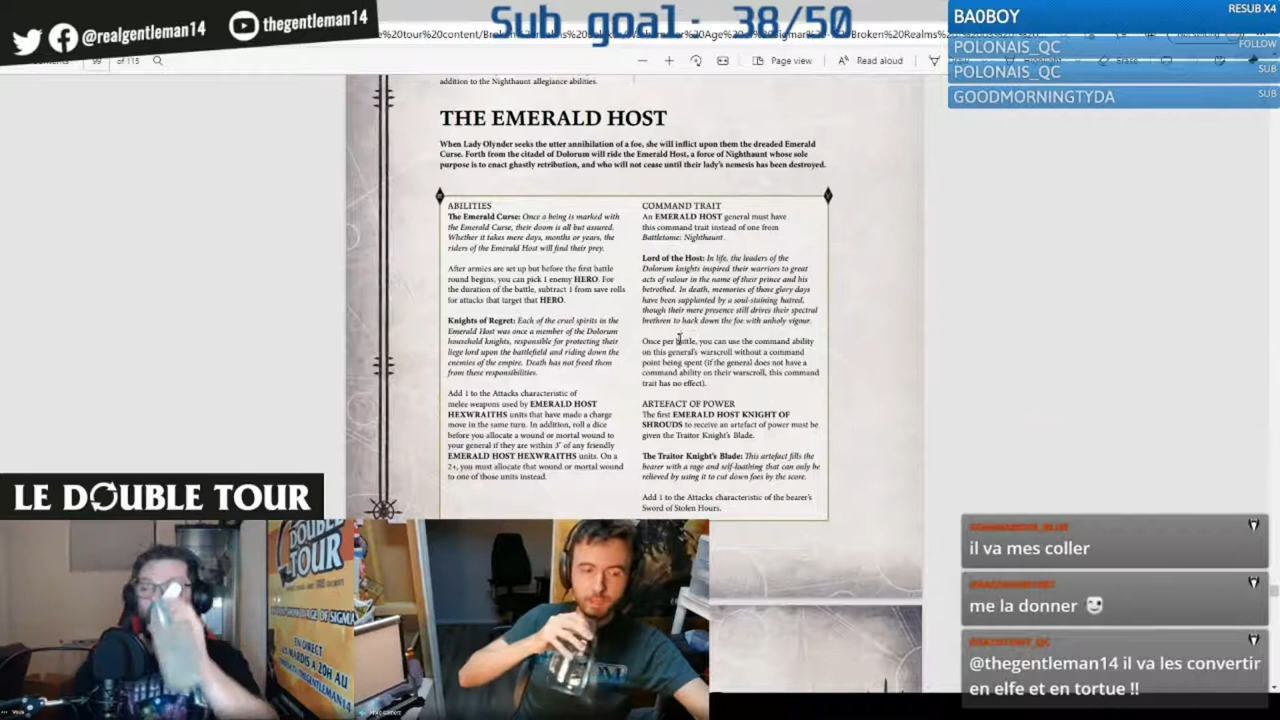 Sub goal: 38/50
@realgentleman14
thegentleman14
BA0BOY
RESUB X4
POLONAIS_QC
FOLLOW
POLONAIS_QC
SUB
GOODMORNINGTYDA
SUB
of 115
Page view
Read aloud
addition to the Nighthaunt allegiance abilities.
THE EMERALD HOST
When Lady Olynder seeks the utter annihilation of a foe, she will inflict upon them the dreaded Emerald
Curse. Forth from the citadel of Dolorum will ride the Emerald Host, a force of Nighthaunt whose sole
purpose is to enact ghastly retribution, and who will not cease until their lady's nemesis has been destroyed.
ABILITIES
The Emerald Curse: Once a being is marked with
the Emerald Curse, their doom is all but assured.
Whether it takes mere days, months or years, the
riders of the Emerald Host will find their prey.
After armies are set up but before the first battle
round begins, you can pick 1 enemy HERO. For
the duration of the battle, subtract 1 from save rolls
for attacks that target that HERO.
Knights of Regret: Each of the cruel spirits in the
Emerald Host was once a member of the Dolorum
household knights, responsible for protecting their
liege lord upon the battlefield and riding down the
enemies of the empire. Death has not freed them
from these responsibilities.
Add 1 to the Attacks characteristic of
melee weapons used by EMERALD HOST
HEXWRAITHS units that have made a charge
move in the same turn. In addition, roll a dice
before you allocate a wound or mortal wound to
your general if they are within 3" of any friendly
EMERALD HOST HEXWRAITHS units. On a
2+, you must allocate that wound or mortal wound
to one of those units instead.
COMMAND TRAIT
An EMERALD HOST general must have
this command trait instead of one from
Battletome: Nighthaunt.
Lord of the Host: In life, the leaders of the
Dolorum knights inspired their warriors to great
acts of valour in the name of their prince and his
betrothed. In death, memories of those glory days
have been supplanted by a soul-staining hatred,
though their mere presence still drives their spectral
brethren to hack down the foe with unholy vigour.
Once per battle, you can use the command ability
on this general's warscroll without a command
point being spent (if the general does not have a
command ability on their warscroll, this command
trait has no effect).
ARTEFACT OF POWER
The first EMERALD HOST KNIGHT OF
SHROUDS to receive an artefact of power must be
given the Traitor Knight's Blade.
The Traitor Knight's Blade: This artefact fills the
bearer with a rage and self-loathing that can only be
relieved by using it to cut down foes by the score.
Add 1 to the Attacks characteristic of the bearer's
Sword of Stolen Hours.
LE DOUBLE TOUR
DOUBLE
TOUR
EN DIRECT
LES MARDIS A 20H AU
il va mes coller
me la donner
@thegentleman14 il va les convertir
en elfe et en tortue !!